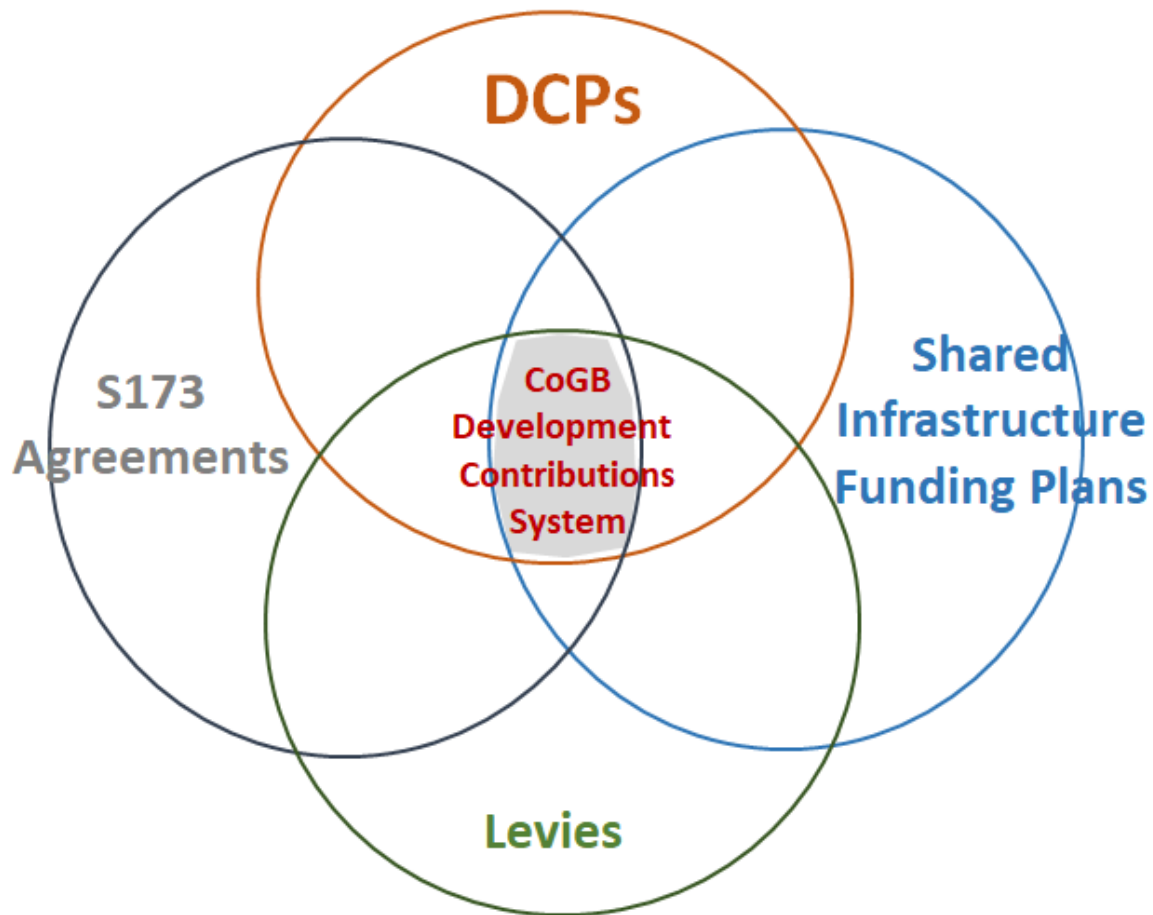 DCPs
S173
Agreements
CoGB
Development
Contributions
System
Shared
Infrastructure
Funding Plans
Levies